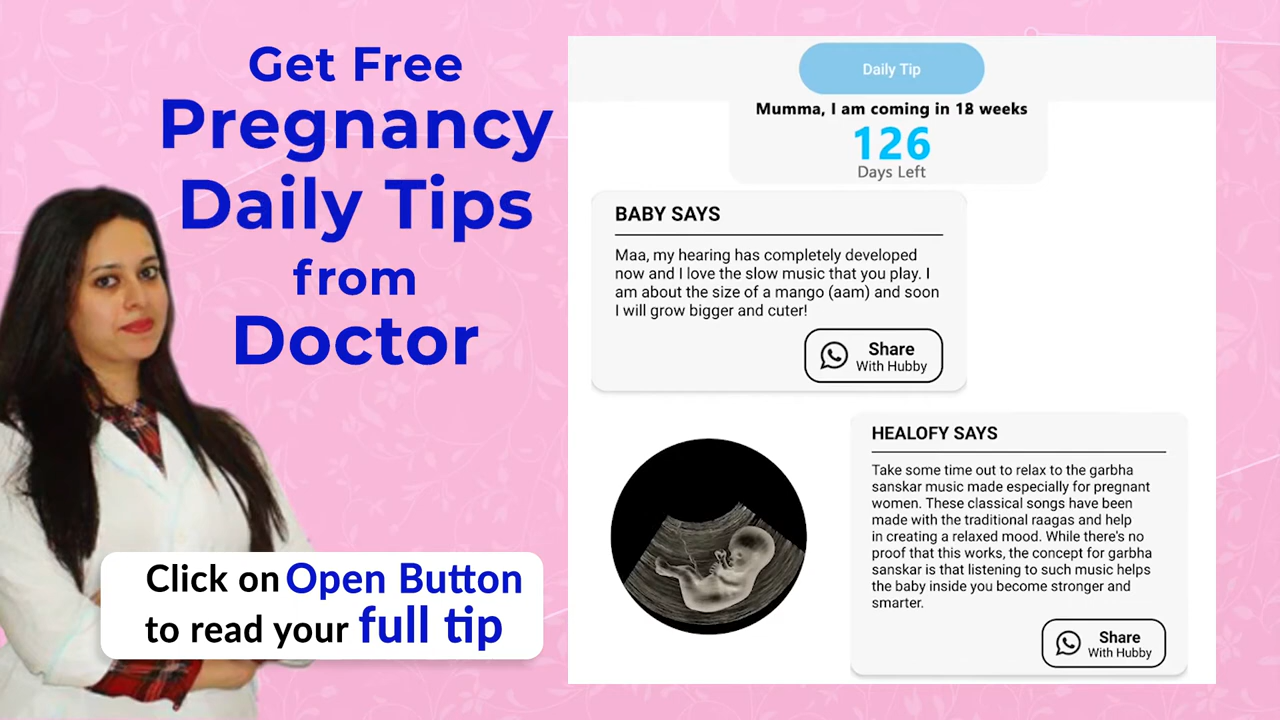 Get Free
Pregnancy
Daily Tips
from
Doctor
Click on Open Button
to read your full tip
Daily Tip
Mumma, I am coming in 18 weeks
126
Days Left
BABY SAYS
Maa, my hearing has completely developed
now and I love the slow music that you play. I
am about the size of a mango (aam) and soon
I will grow bigger and cuter!
Share
With Hubby
HEALOFY SAYS
Take some time out to relax to the garbha
sanskar music made especially for pregnant
women. These classical songs have been
made with the traditional raagas and help
in creating a relaxed mood. While there's no
proof that this works, the concept for garbha
sanskar is that listening to such music helps
the baby inside you become stronger and
smarter.
Share
With Hubby